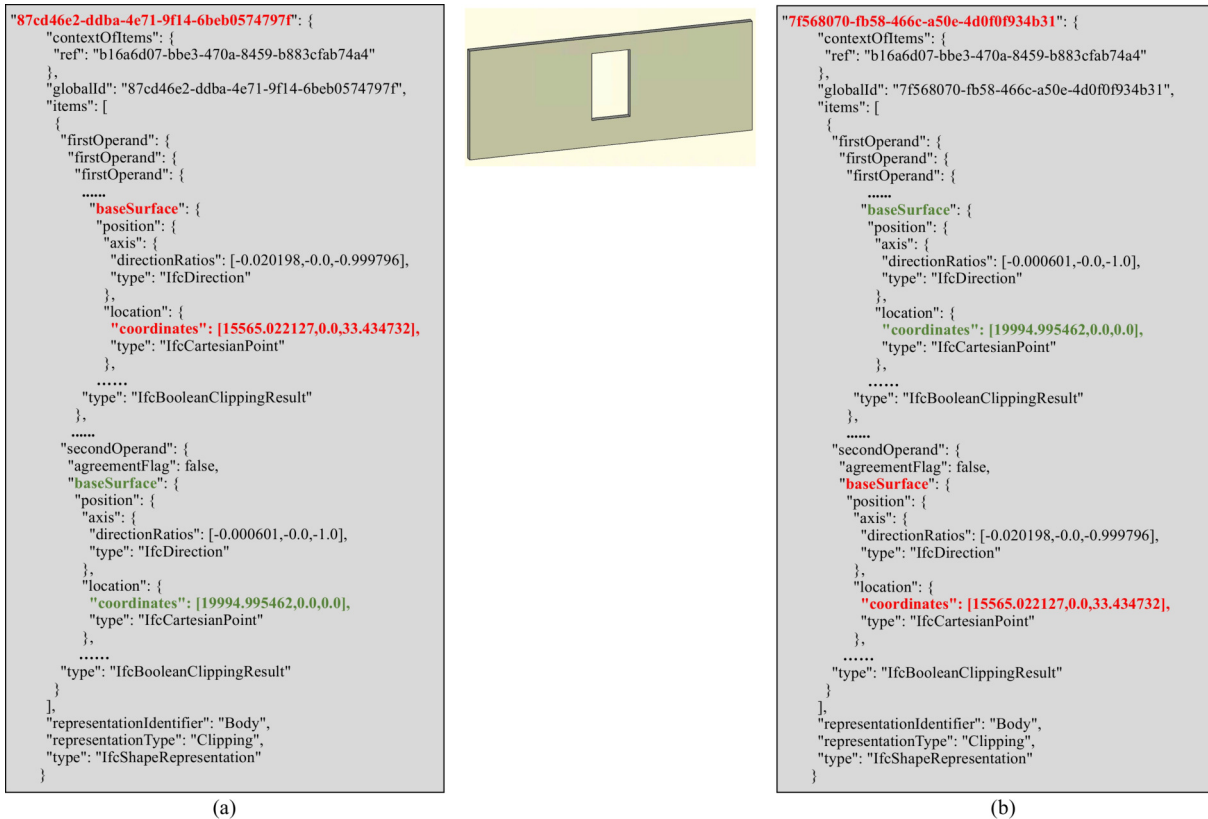 "87cd46e2-ddba-4e71-9f14-6beb0574797f": {
"contextOfItems": {
"ref": "b16a6d07-bbe3-470a-8459-b883cfab74a4"
},
"globalId": "87cd46e2-ddba-4e71-9f14-6beb0574797f",
"items": [
{
"firstOperand": {
"firstOperand": {
"firstOperand": {
......
"baseSurface": {
"position": {
"axis": {
"directionRatios": [-0.020198,-0.0,-0.999796],
"type": "IfcDirection"
},
"location": {
"coordinates": [15565.022127,0.0,33.434732],
"type": "IfcCartesianPoint"
},
......
"type": "IfcBooleanClippingResult"
},
......
"secondOperand": {
"agreementFlag": false,
"baseSurface": {
"position": {
"axis": {
"directionRatios": [-0.000601,-0.0,-1.0],
"type": "IfcDirection"
},
"location": {
"coordinates": [19994.995462,0.0,0.0],
"type": "IfcCartesianPoint"
},
......
"type": "IfcBooleanClippingResult"
}
],
"representationIdentifier": "Body",
"representationType": "Clipping",
"type": "IfcShapeRepresentation"
}
(a)
"7f568070-fb58-466c-a50e-4d0f0f934b31": {
"contextOfItems": {
"ref": "b16a6d07-bbe3-470a-8459-b883cfab74a4"
},
"globalId": "7f568070-fb58-466c-a50e-4d0f0f934b31",
"items": [
{
"firstOperand": {
"firstOperand": {
"firstOperand": {
......
"baseSurface": {
"position": {
"axis": {
"directionRatios": [-0.000601,-0.0,-1.0],
"type": "IfcDirection"
},
"location": {
"coordinates": [19994.995462,0.0,0.0],
"type": "IfcCartesianPoint"
},
......
"type": "IfcBooleanClippingResult"
},
......
"secondOperand": {
"agreementFlag": false,
"baseSurface": {
"position": {
"axis": {
"directionRatios": [-0.020198,-0.0,-0.999796],
"type": "IfcDirection"
},
"location": {
"coordinates": [15565.022127,0.0,33.434732],
"type": "IfcCartesianPoint"
},
......
"type": "IfcBooleanClippingResult"
}
],
"representationIdentifier": "Body",
"representationType": "Clipping",
"type": "IfcShapeRepresentation"
}
(b)